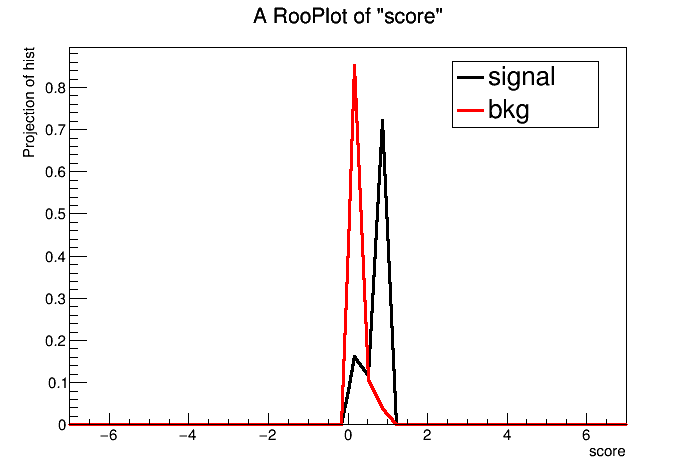 A RooPlot of "score"
Projection of hist
signal
bkg
0.8
0.7
0.6
0.5
0.4
0.3
0.2
0.1
0
−6 −4 −2 0 2 4 6
score